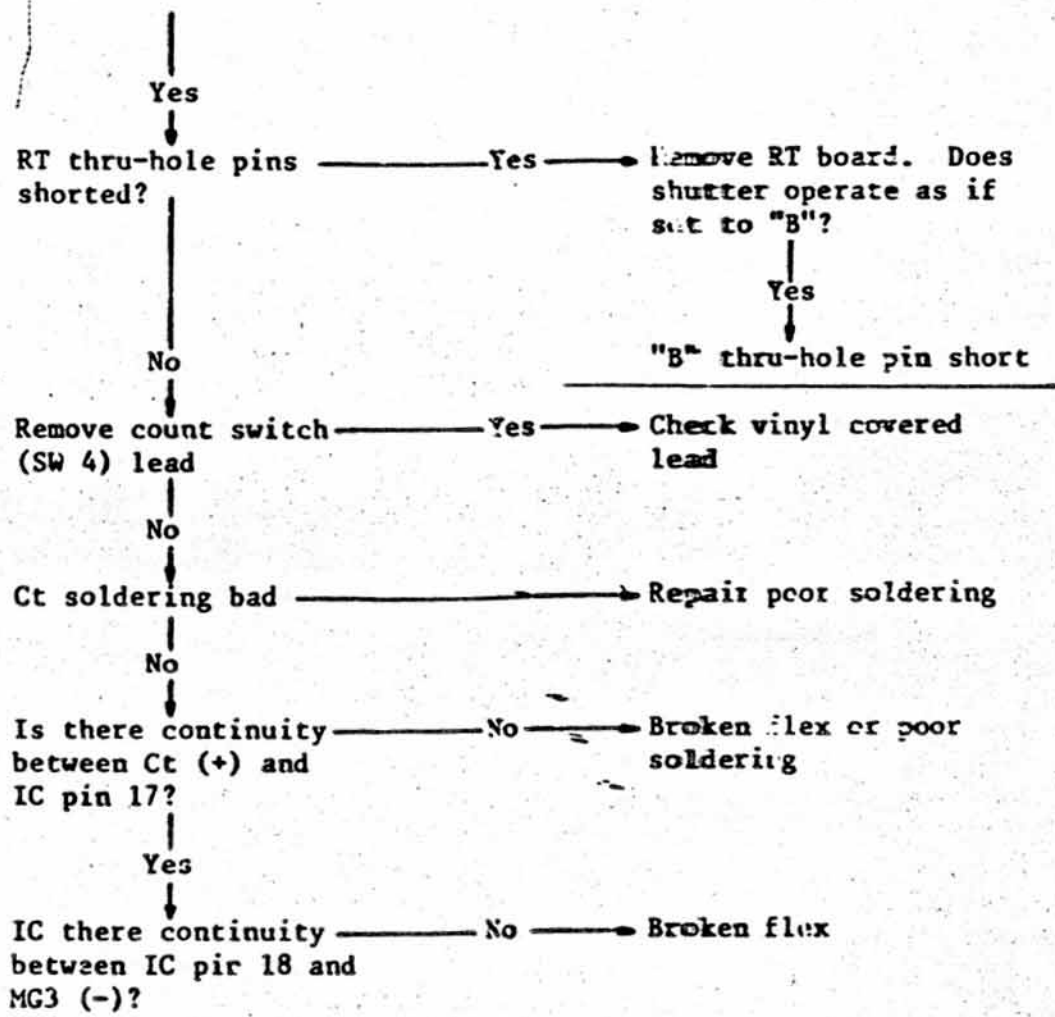 Yes
RT thru-hole pins
shorted?
Yes
Remove RT board. Does
shutter operate as if
set to "B"?
Yes
"B" thru-hole pin short
No
Remove count switch
(SW 4) lead
Yes
Check vinyl covered
lead
No
Ct soldering bad
Repair poor soldering
No
Is there continuity
between Ct (+) and
IC pin 17?
No
Broken flex or poor
soldering
Yes
IC there continuity
between IC pin 18 and
MG3 (-)?
No
Broken flex